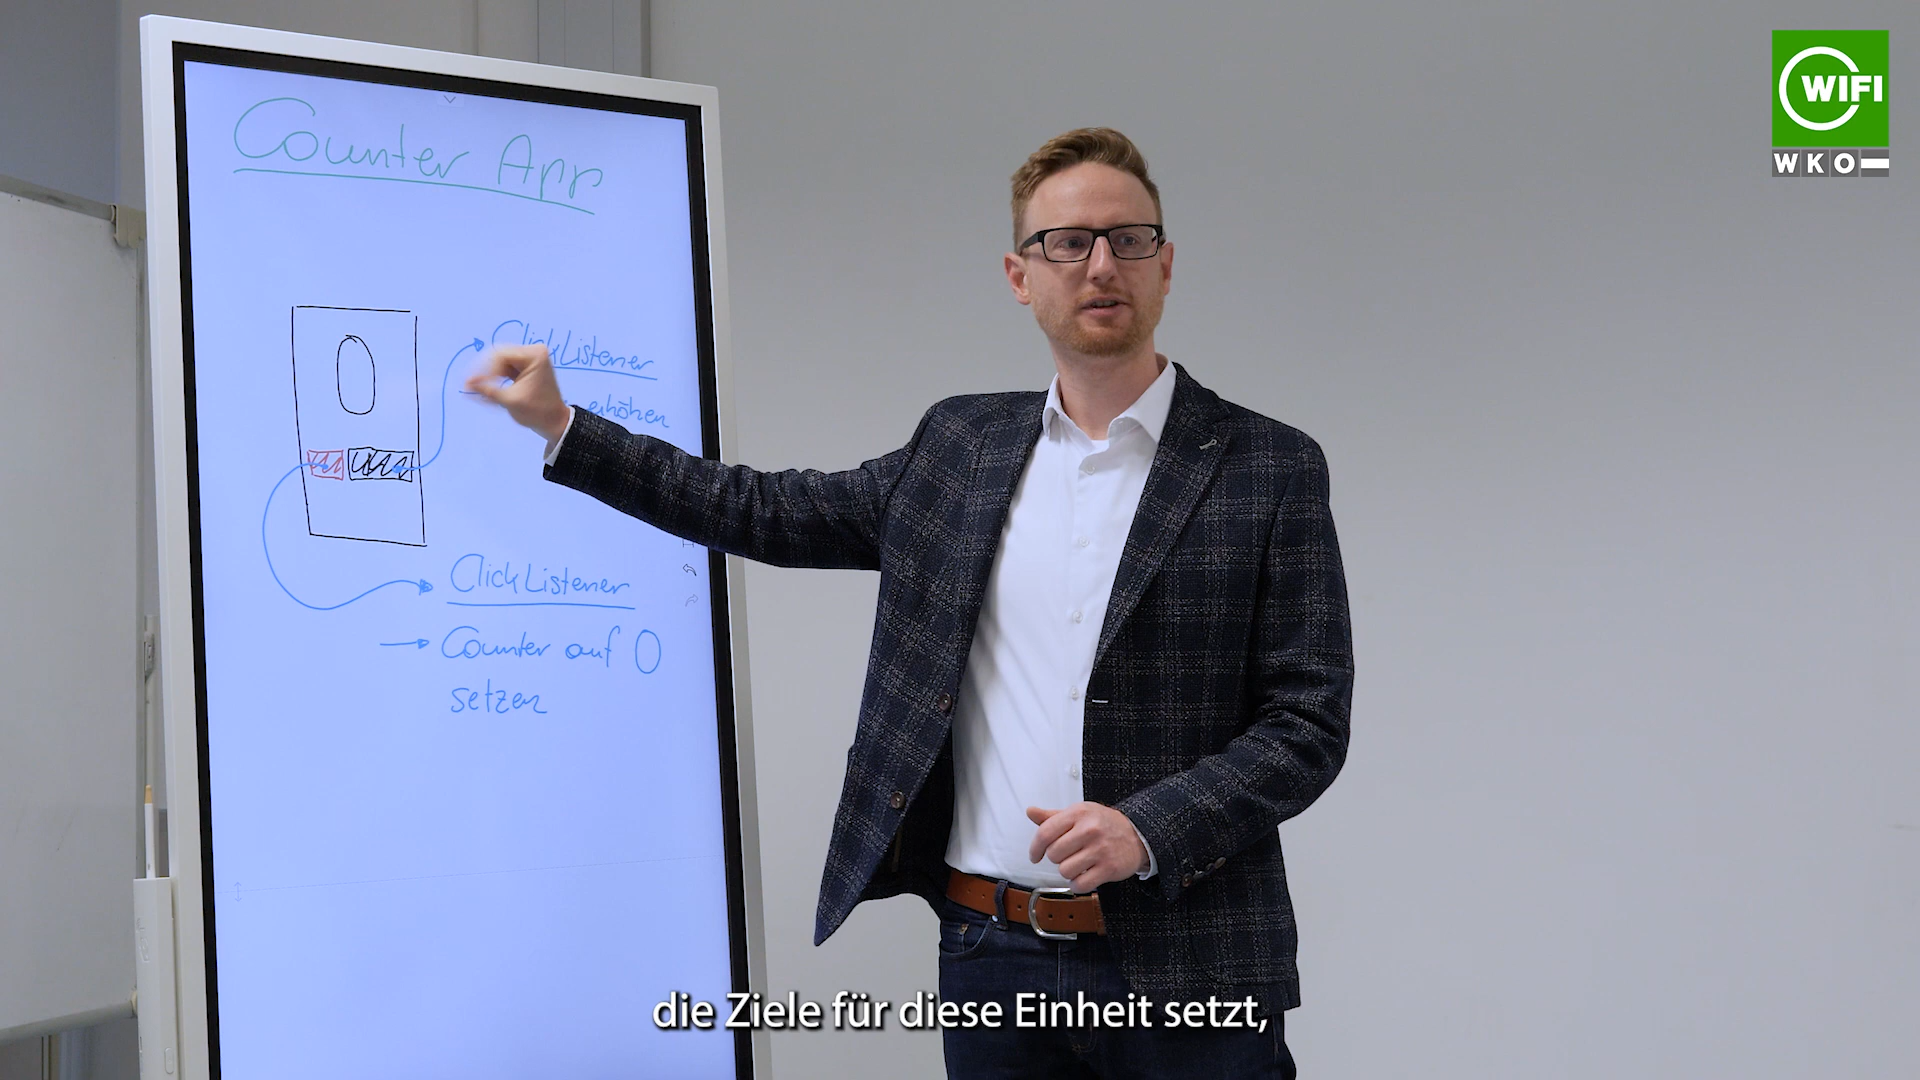 Counter App
0
ClickListener
erhöhen
ClickListener
Counter auf 0
setzen
WIFI
WKO
die Ziele für diese Einheit setzt,